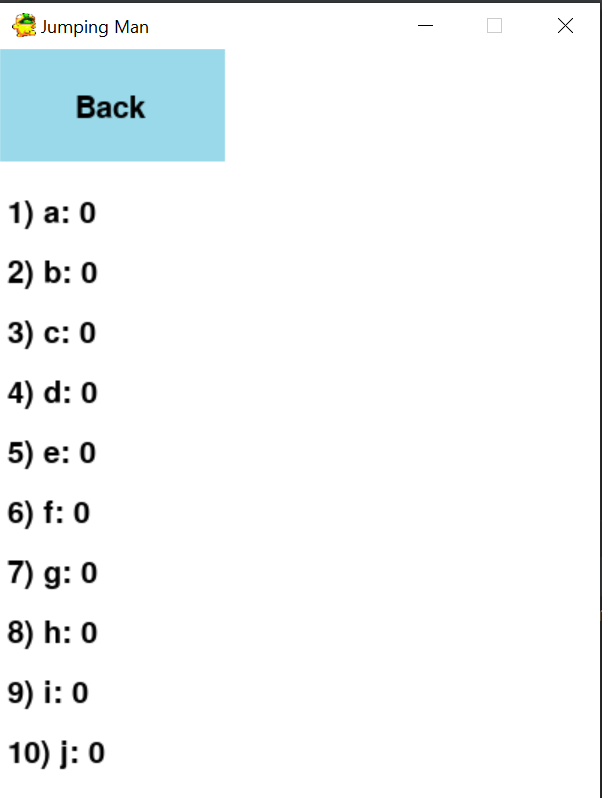 Jumping Man
Back
1) a: 0
2) b: 0
3) c: 0
4) d: 0
5) e: 0
6) f: 0
7) g: 0
8) h: 0
9) i: 0
10) j: 0